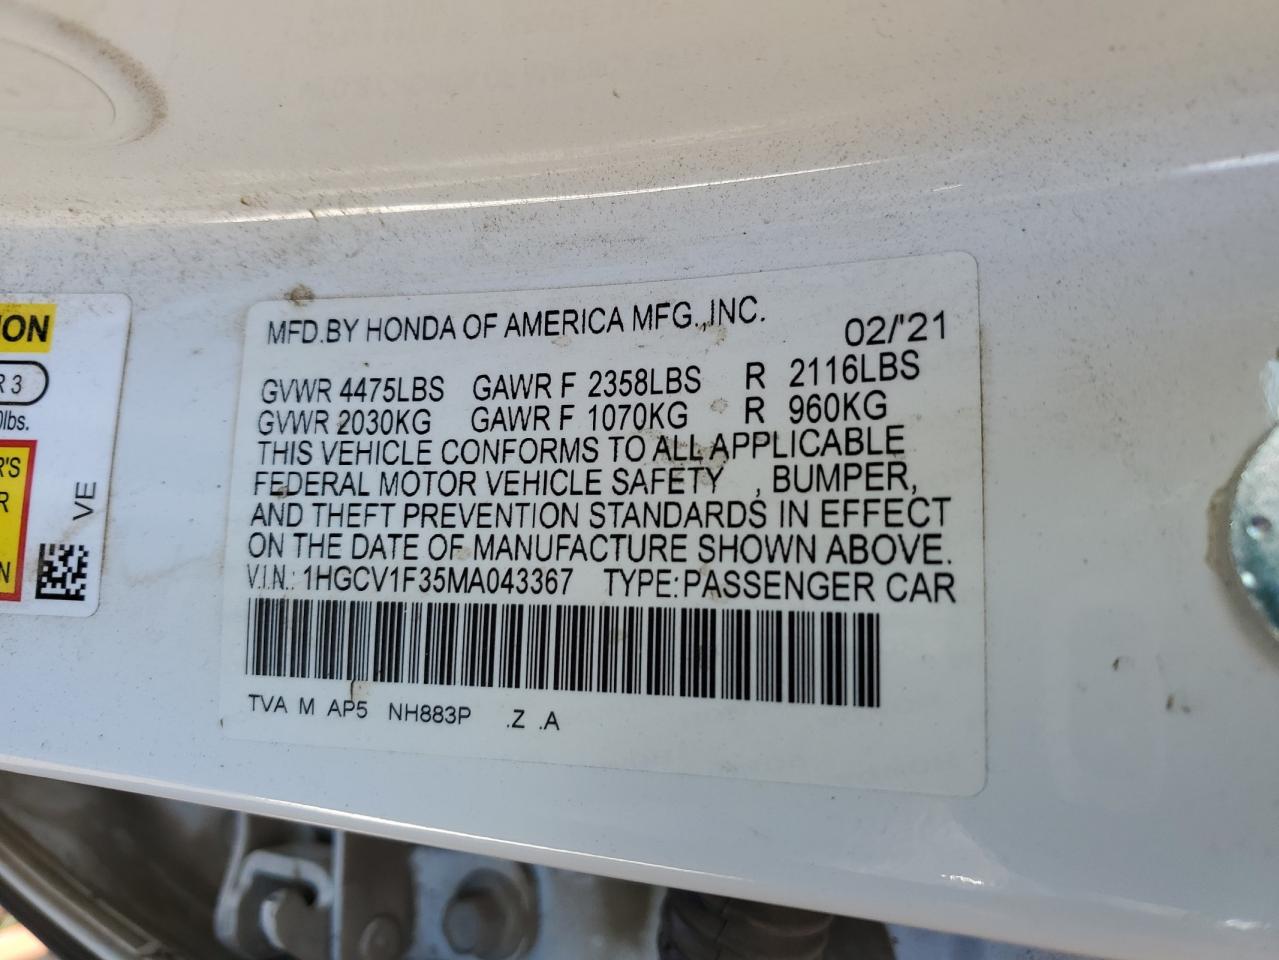 MFD.BY HONDA OF AMERICA MFG.,INC.
02/'21
GVWR 4475LBS GAWR F 2358LBS R 2116LBS
GVWR 2030KG GAWR F 1070KG R 960KG
THIS VEHICLE CONFORMS TO ALL APPLICABLE
FEDERAL MOTOR VEHICLE SAFETY , BUMPER,
AND THEFT PREVENTION STANDARDS IN EFFECT
ON THE DATE OF MANUFACTURE SHOWN ABOVE.
V.I.N.: 1HGCV1F35MA043367 TYPE:PASSENGER CAR
TVA M AP5 NH883P .Z .A
R 3
lbs.
VE